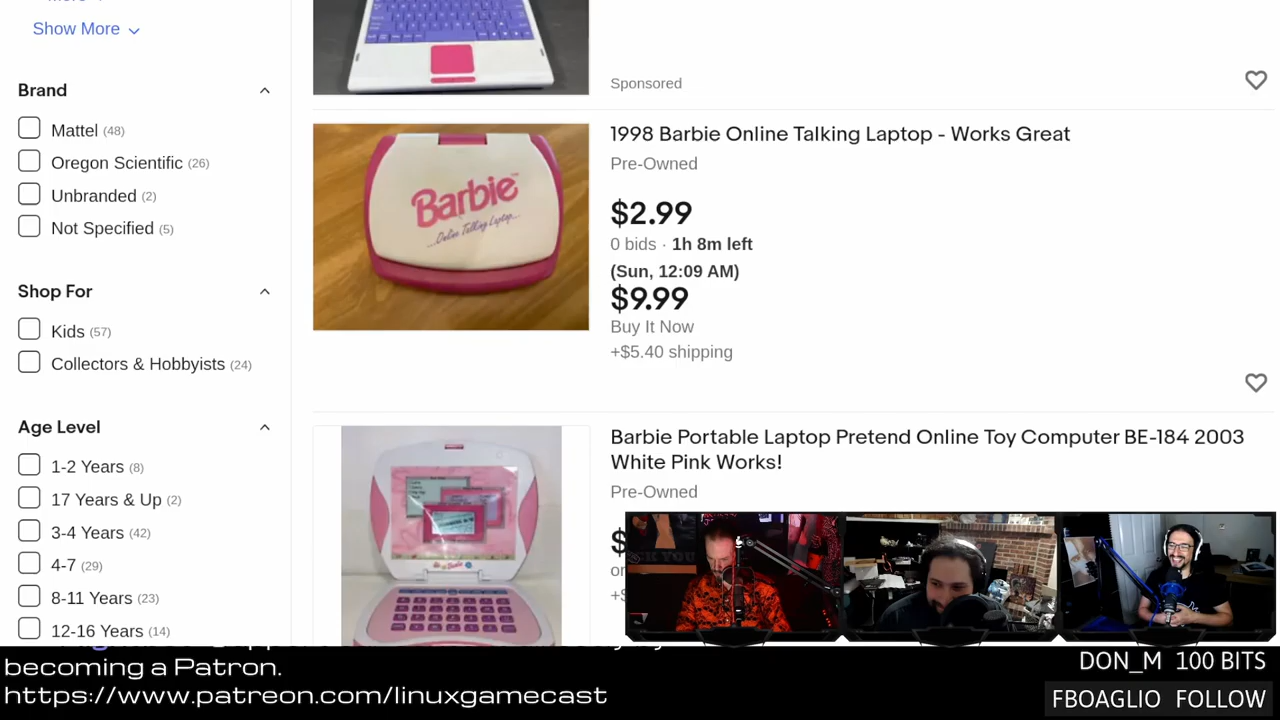 Show More
Brand
Mattel (48)
Oregon Scientific (26)
Unbranded (2)
Not Specified (5)
Shop For
Kids (57)
Collectors & Hobbyists (24)
Age Level
1-2 Years (8)
17 Years & Up (2)
3-4 Years (42)
4-7 (29)
8-11 Years (23)
12-16 Years (14)
Sponsored
Barbie
...Online Talking Laptop...
1998 Barbie Online Talking Laptop - Works Great
Pre-Owned
$2.99
0 bids · 1h 8m left
(Sun, 12:09 AM)
$9.99
Buy It Now
+$5.40 shipping
Barbie Portable Laptop Pretend Online Toy Computer BE-184 2003
White Pink Works!
Pre-Owned
$
becoming a Patron.
https://www.patreon.com/linuxgamecast
DON_M 100 BITS
FBOAGLIO FOLLOW